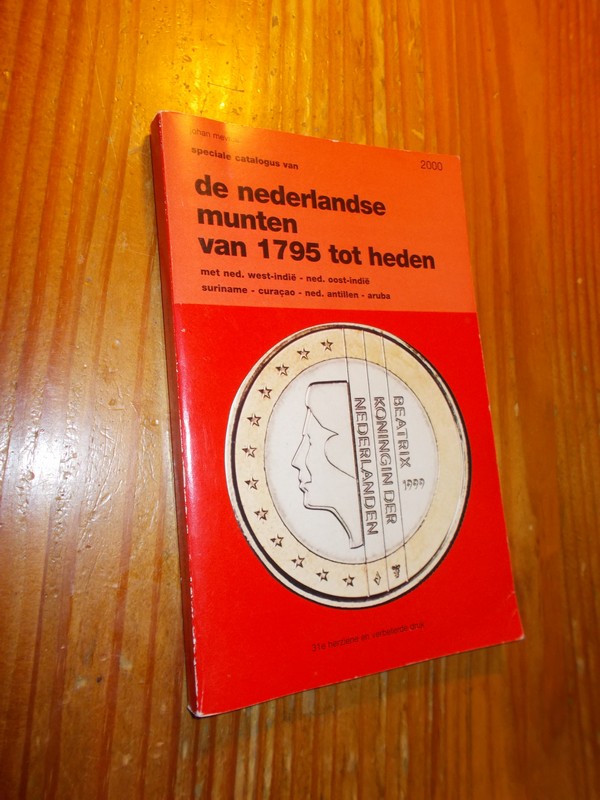 johan
speciale catalogus van
2000
de nederlandse
munten
van 1795 tot heden
met ned. west-indië - ned. oost-indië
suriname - curaçao - ned. antillen - aruba
BEATRIX
KONINGIN DER
NEDERLANDEN
1999
31e herziene en verbeterde druk